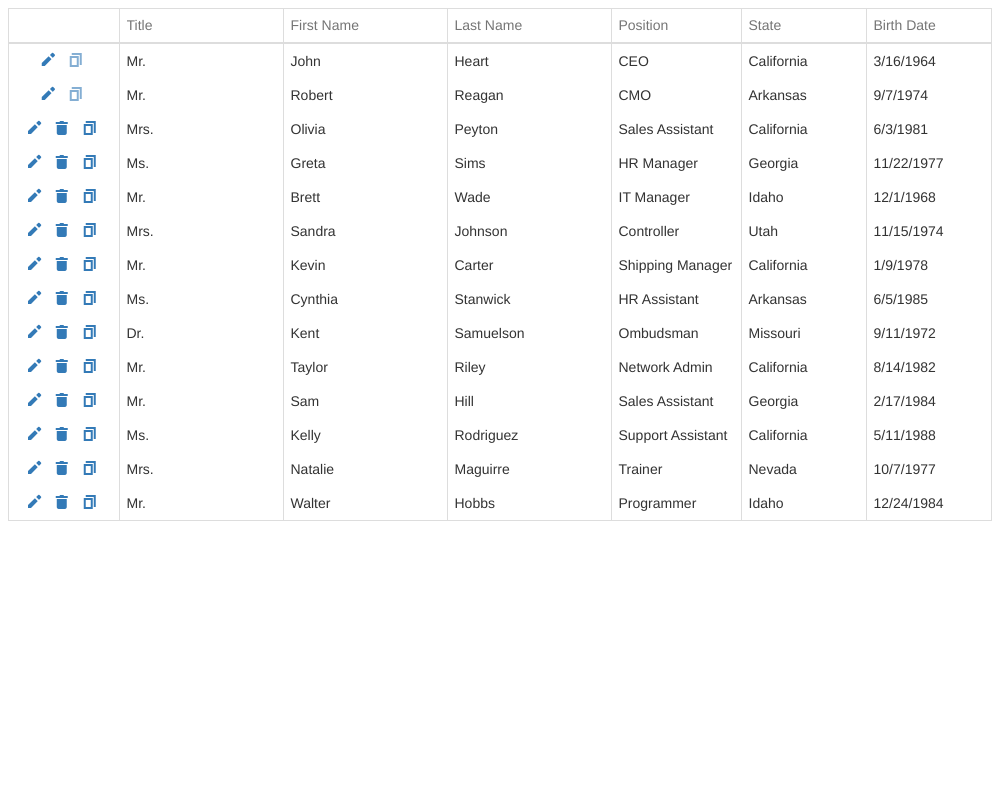 Title First Name Last Name Position State Birth Date
Mr. John Heart CEO California 3/16/1964
Mr. Robert Reagan CMO Arkansas 9/7/1974
Mrs. Olivia Peyton Sales Assistant California 6/3/1981
Ms. Greta Sims HR Manager Georgia 11/22/1977
Mr. Brett Wade IT Manager Idaho 12/1/1968
Mrs. Sandra Johnson Controller Utah 11/15/1974
Mr. Kevin Carter Shipping Manager California 1/9/1978
Ms. Cynthia Stanwick HR Assistant Arkansas 6/5/1985
Dr. Kent Samuelson Ombudsman Missouri 9/11/1972
Mr. Taylor Riley Network Admin California 8/14/1982
Mr. Sam Hill Sales Assistant Georgia 2/17/1984
Ms. Kelly Rodriguez Support Assistant California 5/11/1988
Mrs. Natalie Maguirre Trainer Nevada 10/7/1977
Mr. Walter Hobbs Programmer Idaho 12/24/1984